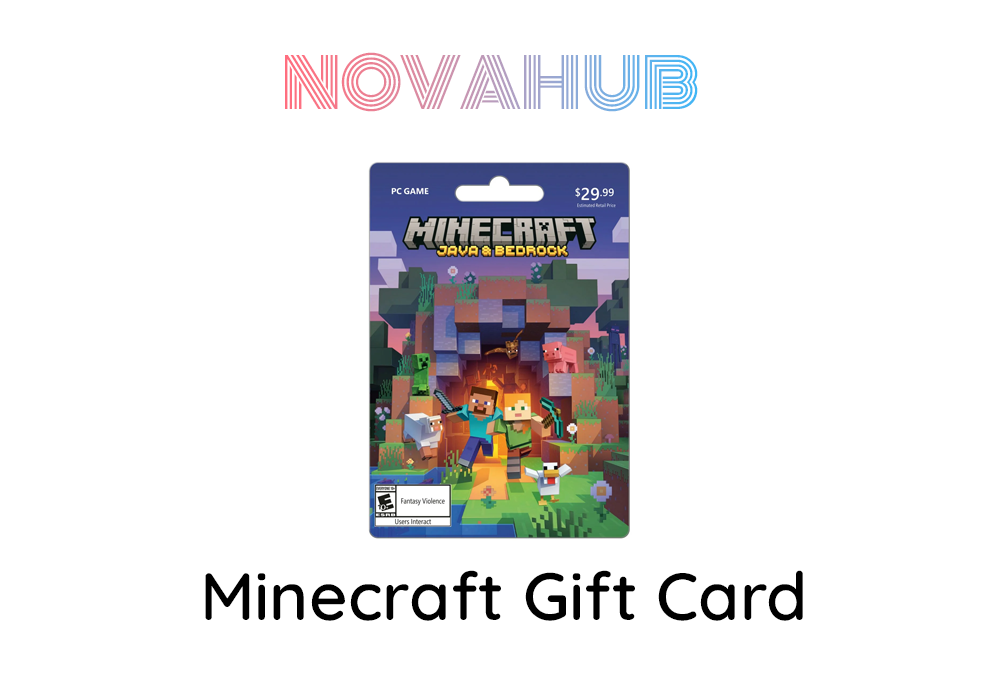 NOVAHUB
PC GAME
$29.99
Estimated Retail Price
MINECRAFT
JAVA & BEDROCK
EVERYONE 10+
E
10+
ESRB
Fantasy Violence
Users Interact
Minecraft Gift Card